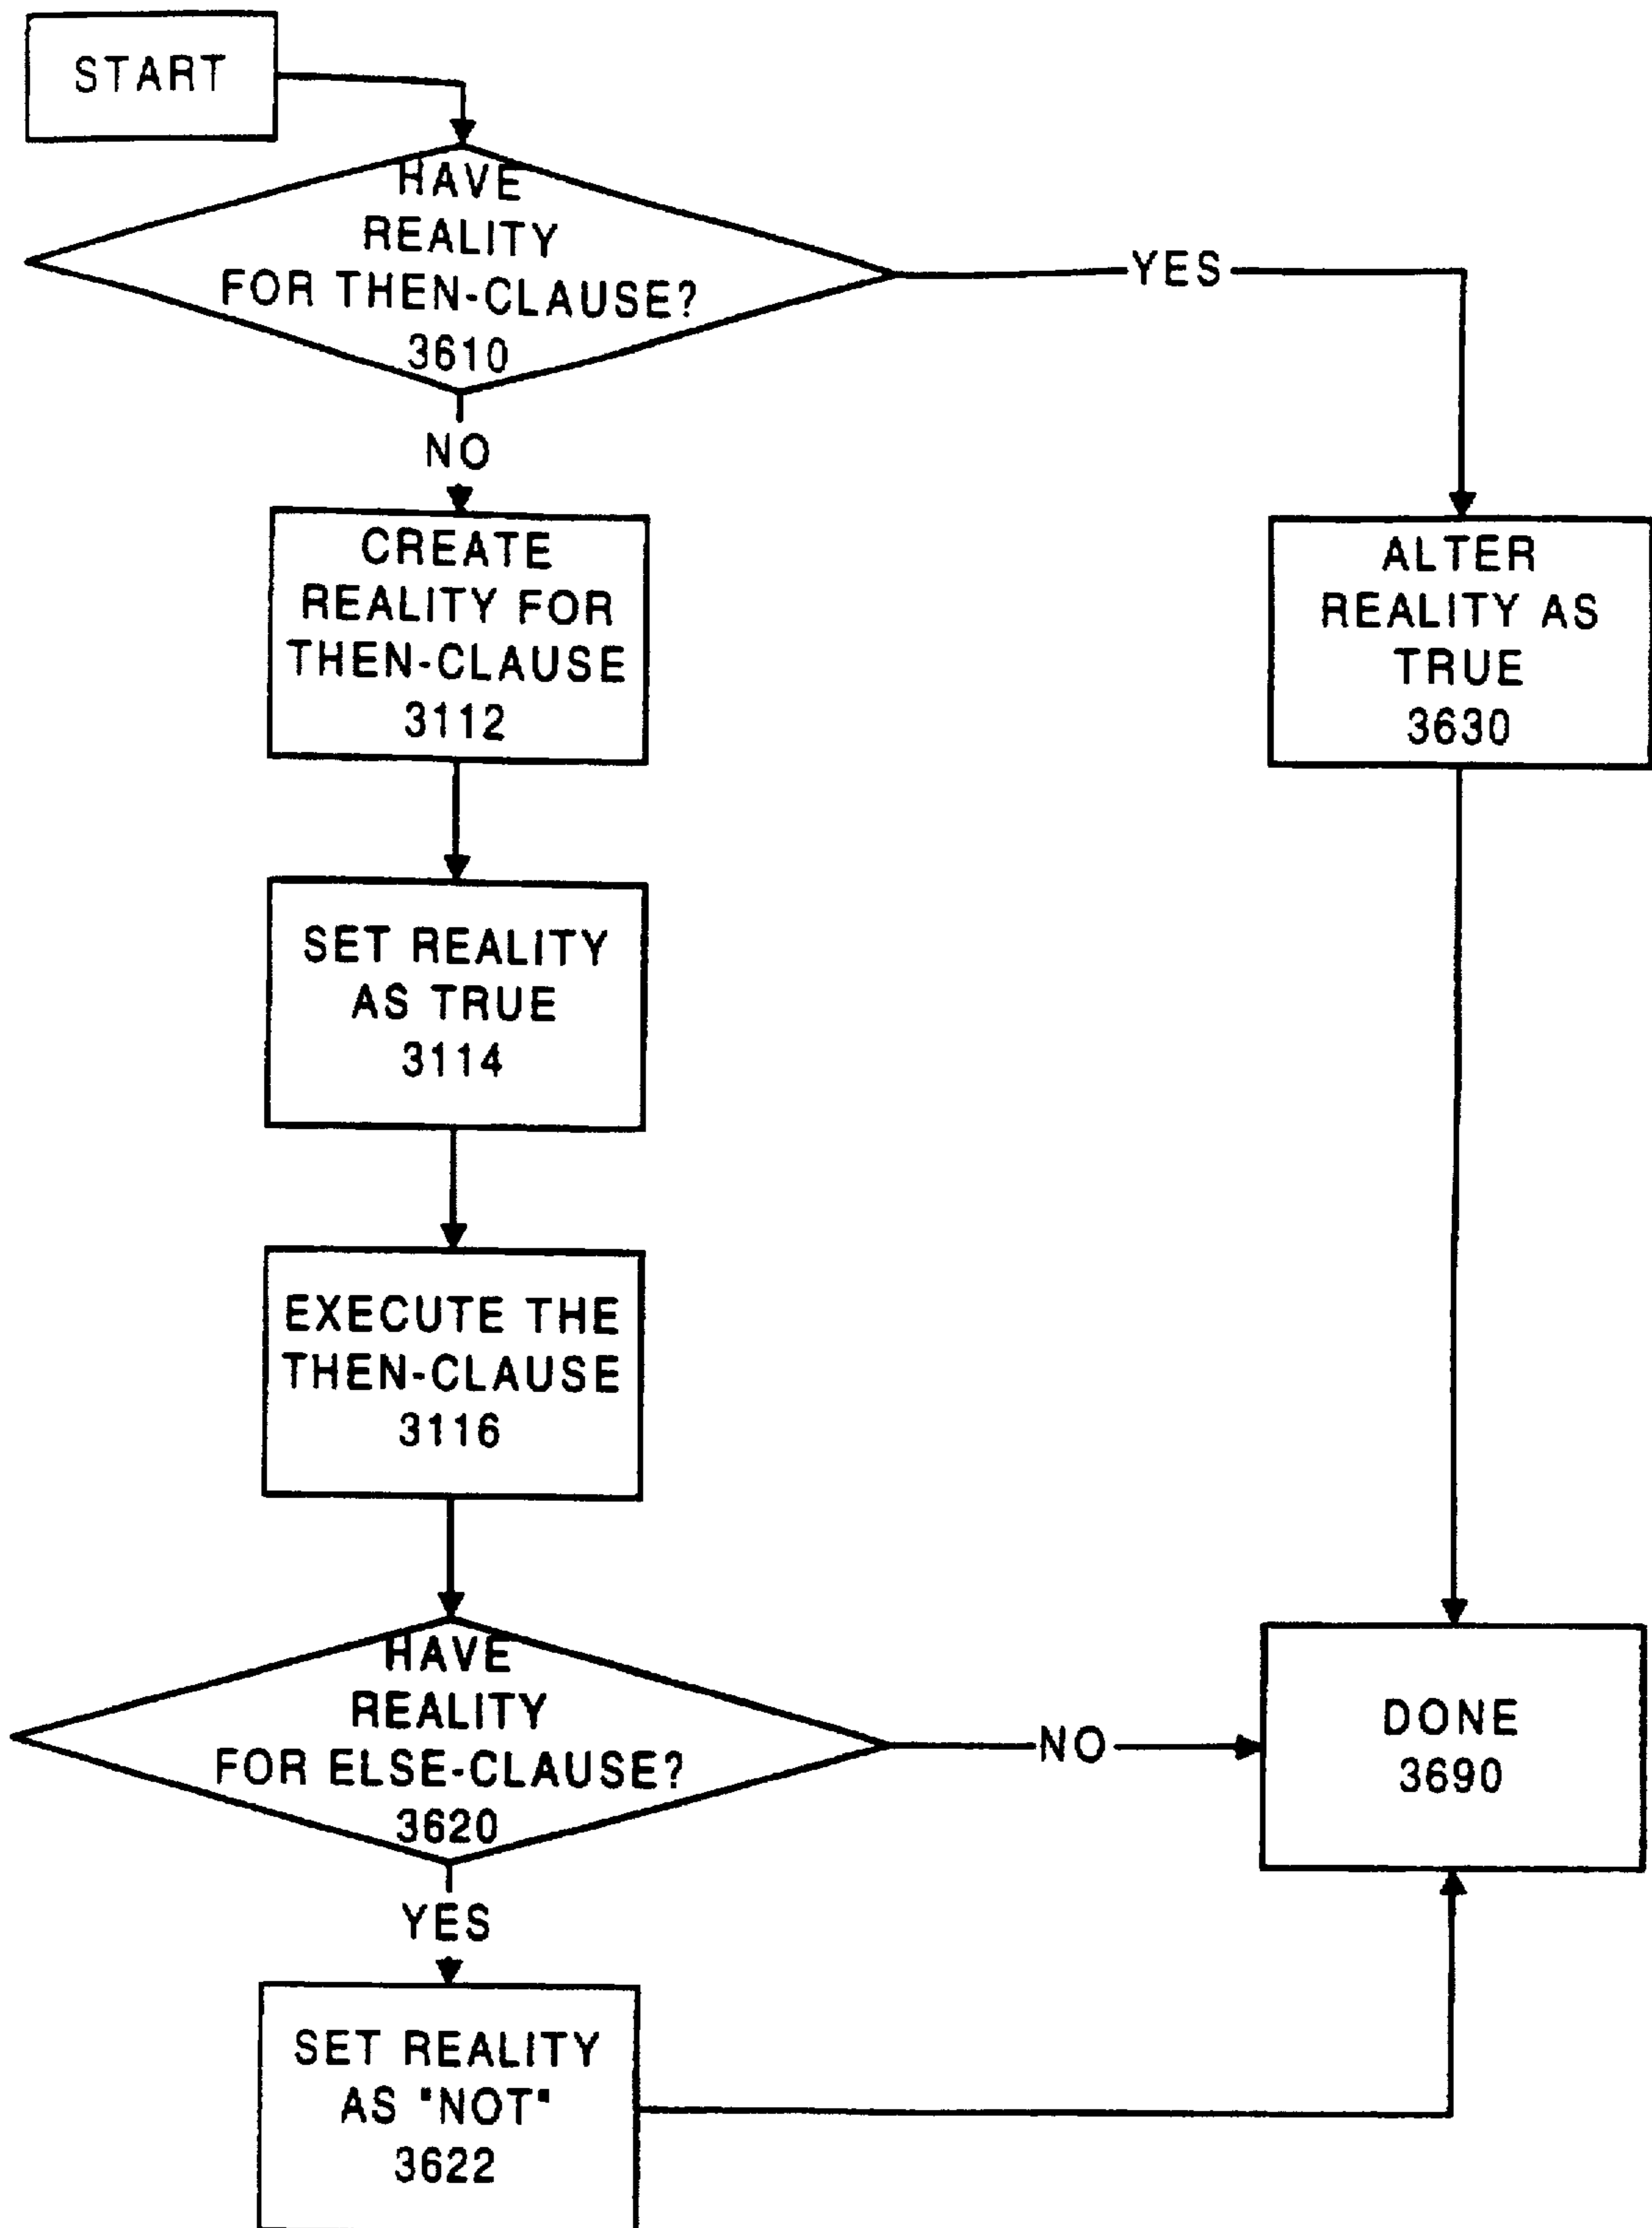 START
HAVE
REALITY
FOR THEN-CLAUSE?
3610
YES
NO
CREATE
REALITY FOR
THEN-CLAUSE
3112
ALTER
REALITY AS
TRUE
3630
SET REALITY
AS TRUE
3114
EXECUTE THE
THEN-CLAUSE
3116
HAVE
REALITY
FOR ELSE-CLAUSE?
3620
NO
DONE
3690
YES
SET REALITY
AS "NOT"
3622